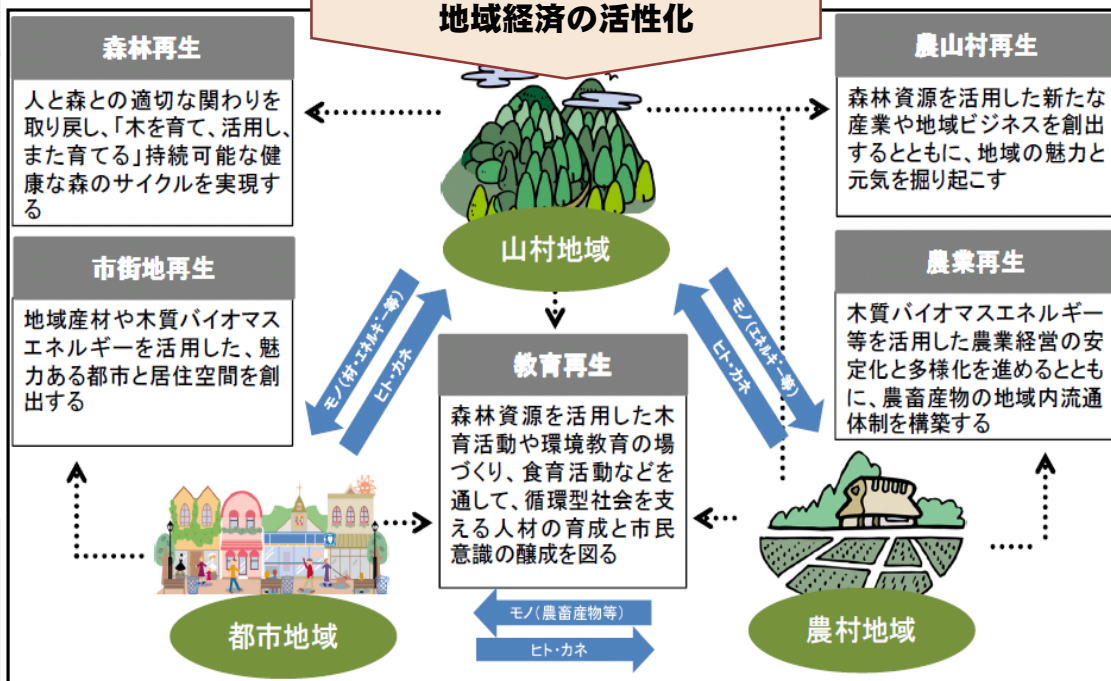 地域経済の活性化
森林再生
人と森との適切な関わりを
取り戻し、「木を育て、活用し、
また育てる」持続可能な健
康な森のサイクルを実現す
る
農山村再生
森林資源を活用した新たな
産業や地域ビジネスを創出
するとともに、地域の魅力と
元気を掘り起こす
山村地域
市街地再生
地域産材や木質バイオマス
エネルギーを活用した、魅
力ある都市と居住空間を創
出する
農業再生
木質バイオマスエネルギー
等を活用した農業経営の安
定化と多様化を進めるととも
に、農畜産物の地域内流通
体制を構築する
モノ(材・エネルギー等)
ヒト・カネ
モノ(エネルギー等)
ヒト・カネ
教育再生
森林資源を活用した木
育活動や環境教育の場
づくり、食育活動などを
通して、循環型社会を支
える人材の育成と市民
意識の醸成を図る
都市地域
モノ(農畜産物等)
ヒト・カネ
農村地域